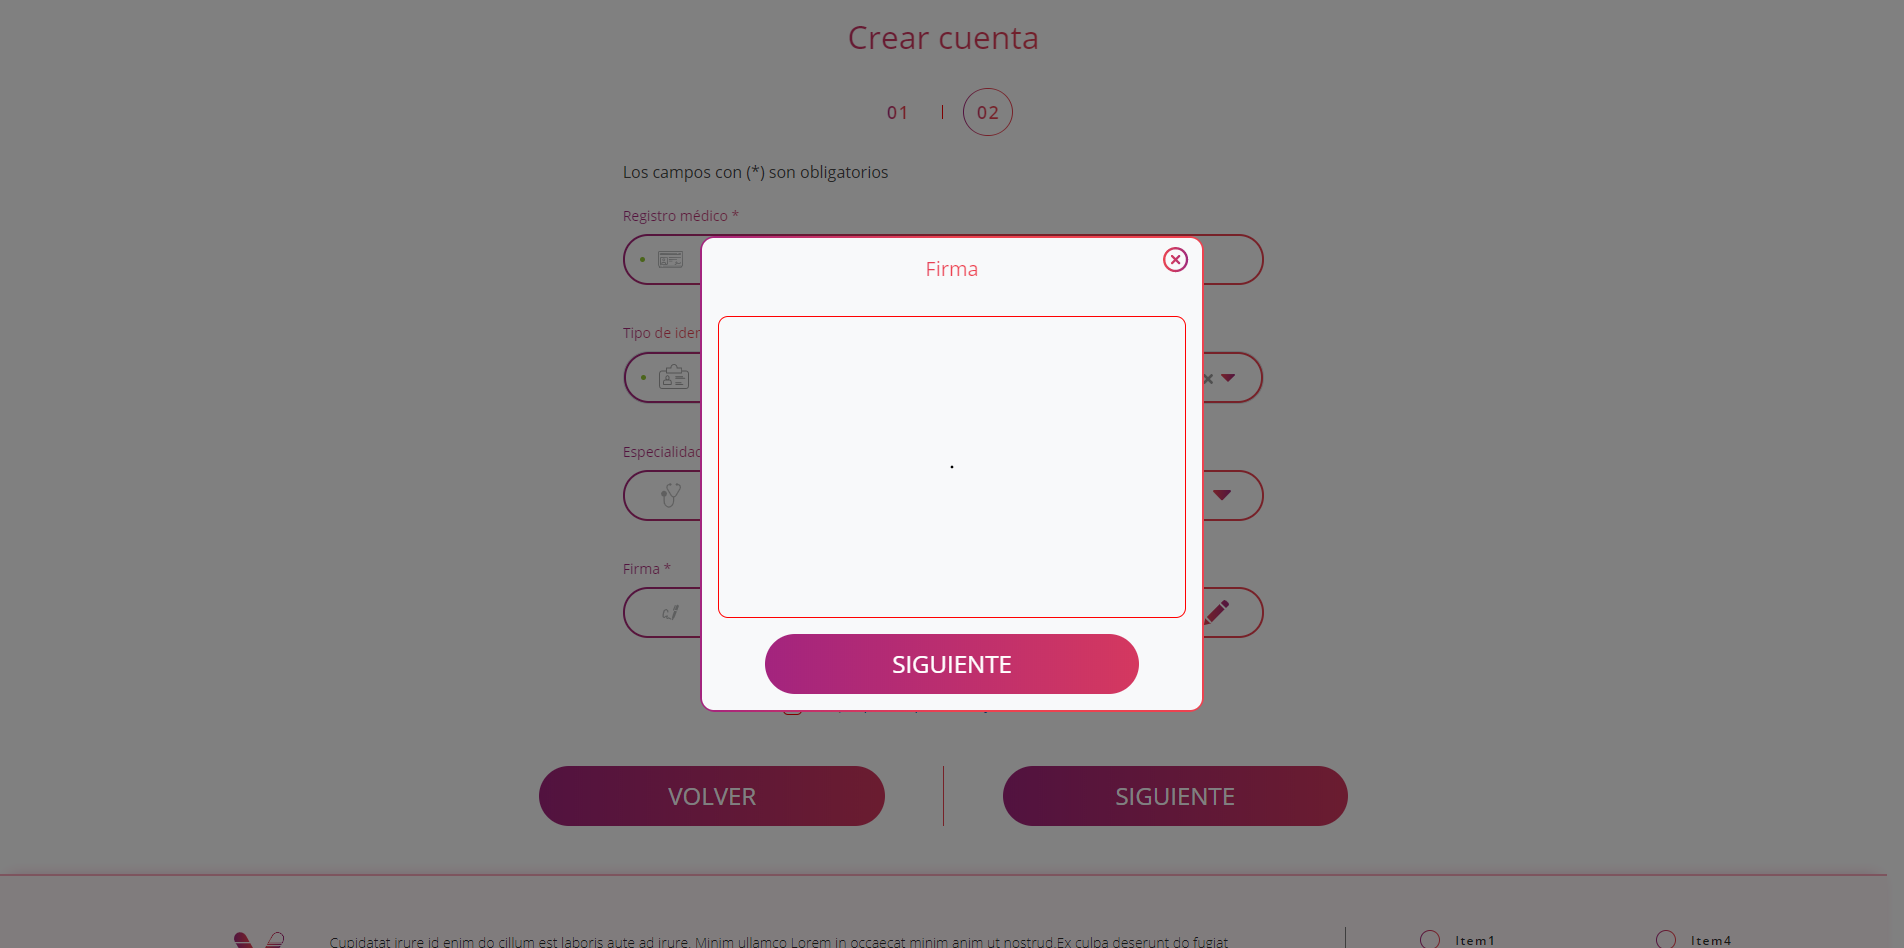 Crear cuenta
01 | 02
Los campos con (*) son obligatorios
Registro médico *
Firma
Tipo de iden
Especialidad
Firma *
SIGUIENTE
VOLVER
SIGUIENTE
Cupidatat irure id enim do cillum est laboris aute ad irure. Minim ullamco Lorem in occaecat minim anim ut nostrud.Ex culpa deserunt do fugiat
Item1
Item4